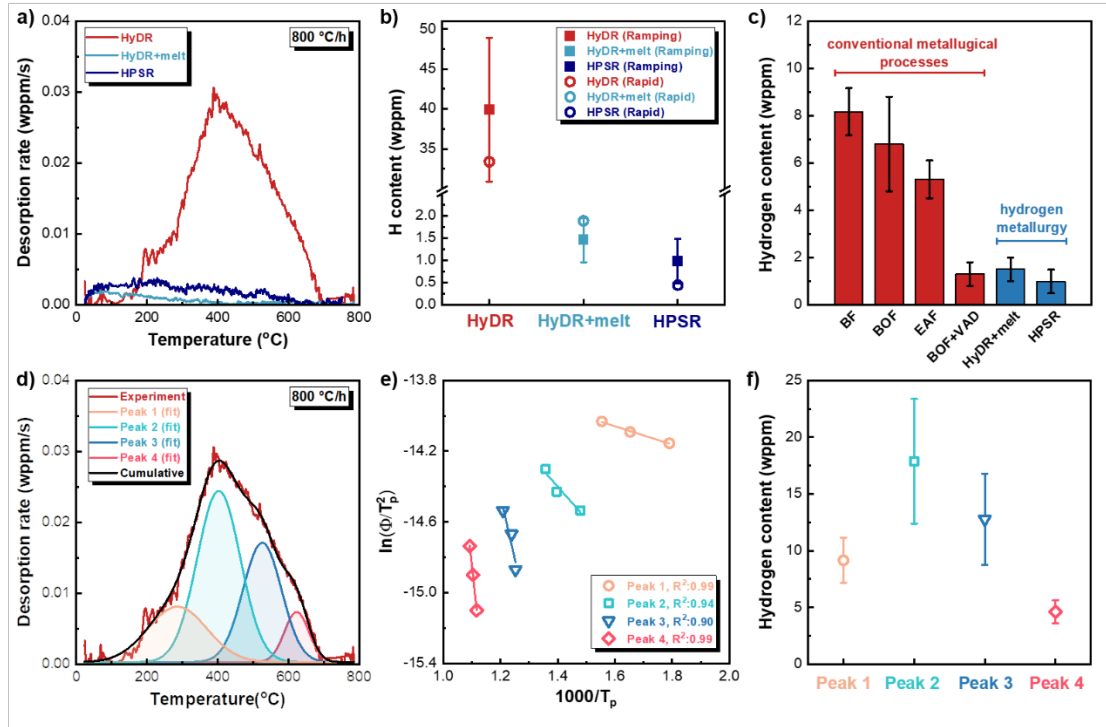 a)
800 °C/h
HyDR
HyDR+melt
HPSR
0.04
0.03
0.02
0.01
0.00
0
200
400
600
800
Desorption rate (wppm/s)
Temperature (°C)
b)
HyDR (Ramping)
HyDR+melt (Ramping)
HPSR (Ramping)
HyDR (Rapid)
HyDR+melt (Rapid)
HPSR (Rapid)
50
45
40
35
2.0
1.5
1.0
0.5
0.0
H content (wppm)
HyDR
HyDR+melt
HPSR
c)
conventional metallugical
processes
hydrogen
metallurgy
12
10
8
6
4
2
0
Hydrogen content (wppm)
BF
BOF
EAF
BOF+VAD
HyDR+melt
HPSR
d)
800 °C/h
Experiment
Peak 1 (fit)
Peak 2 (fit)
Peak 3 (fit)
Peak 4 (fit)
Cumulative
0.04
0.03
0.02
0.01
0.00
0
200
400
600
800
Desorption rate (wppm/s)
Temperature(°C)
e)
-13.8
-14.2
-14.6
-15.0
-15.4
ln(Φ/Tp²)
Peak 1, R²:0.99
Peak 2, R²:0.94
Peak 3, R²:0.90
Peak 4, R²:0.99
1.0
1.2
1.4
1.6
1.8
2.0
1000/Tp
f)
25
20
15
10
5
0
Hydrogen content (wppm)
Peak 1
Peak 2
Peak 3
Peak 4